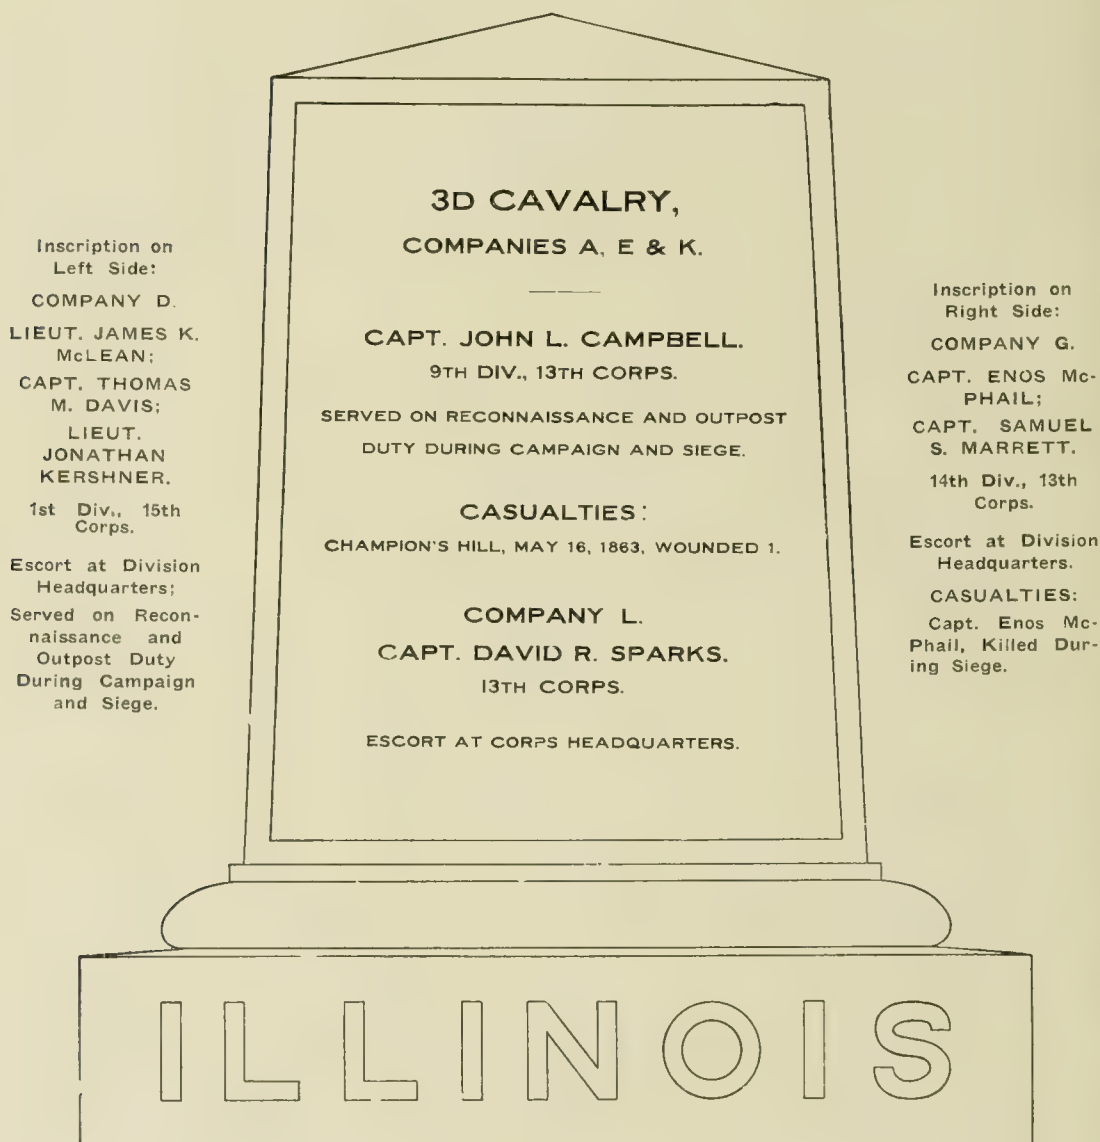 Inscription on
Left Side:
COMPANY D.
LIEUT. JAMES K.
McLEAN;
CAPT. THOMAS
M. DAVIS;
LIEUT.
JONATHAN
KERSHNER.
1st Div., 15th
Corps.
Escort at Division
Headquarters;
Served on Recon-
naissance and
Outpost Duty
During Campaign
and Siege.
3D CAVALRY,
COMPANIES A, E & K.
CAPT. JOHN L. CAMPBELL.
9TH DIV., 13TH CORPS.
SERVED ON RECONNAISSANCE AND OUTPOST
DUTY DURING CAMPAIGN AND SIEGE.
CASUALTIES:
CHAMPION'S HILL, MAY 16, 1863, WOUNDED 1.
COMPANY L.
CAPT. DAVID R. SPARKS.
13TH CORPS.
ESCORT AT CORPS HEADQUARTERS.
Inscription on
Right Side:
COMPANY G.
CAPT. ENOS Mc-
PHAIL;
CAPT. SAMUEL
S. MARRETT.
14th Div., 13th
Corps.
Escort at Division
Headquarters.
CASUALTIES:
Capt. Enos Mc-
Phail, Killed Dur-
ing Siege.
ILLINOIS